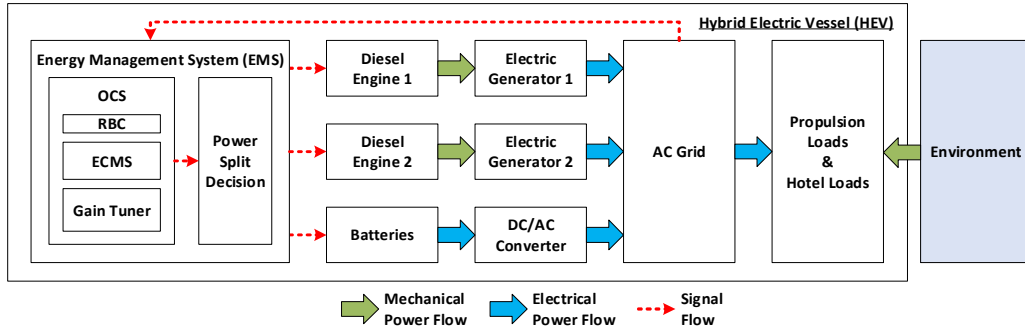 Hybrid Electric Vessel (HEV)
Energy Management System (EMS)
OCS
RBC
ECMS
Gain Tuner
Power
Split
Decision
Diesel
Engine 1
Electric
Generator 1
Diesel
Engine 2
Electric
Generator 2
Batteries
DC/AC
Converter
AC Grid
Propulsion
Loads
&
Hotel Loads
Environment
Mechanical
Power Flow
Electrical
Power Flow
Signal
Flow